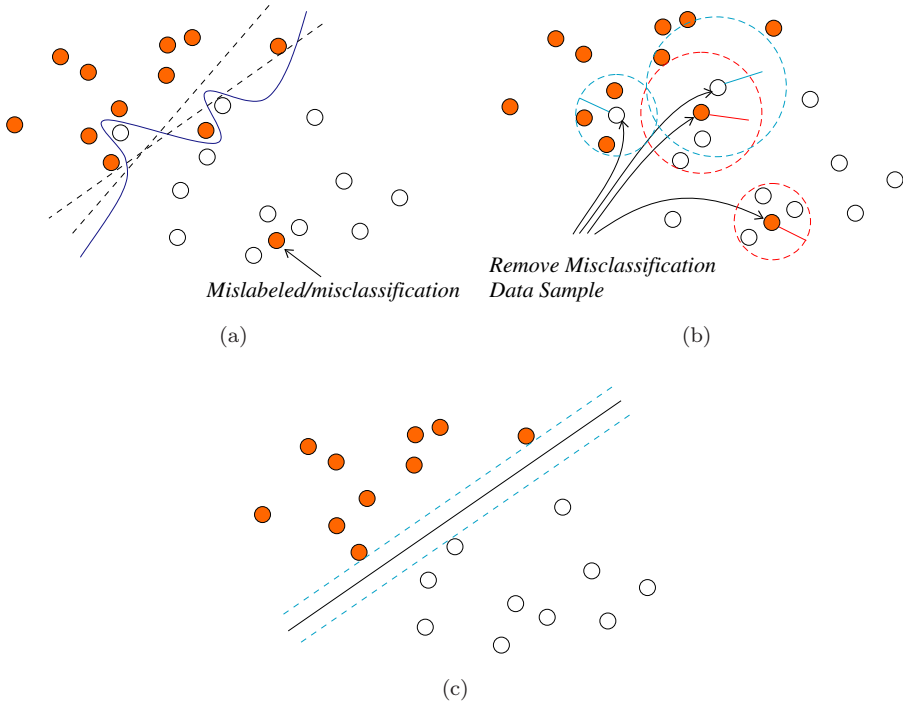 Mislabeled/misclassification
(a)
Remove Misclassification
Data Sample
(b)
(c)